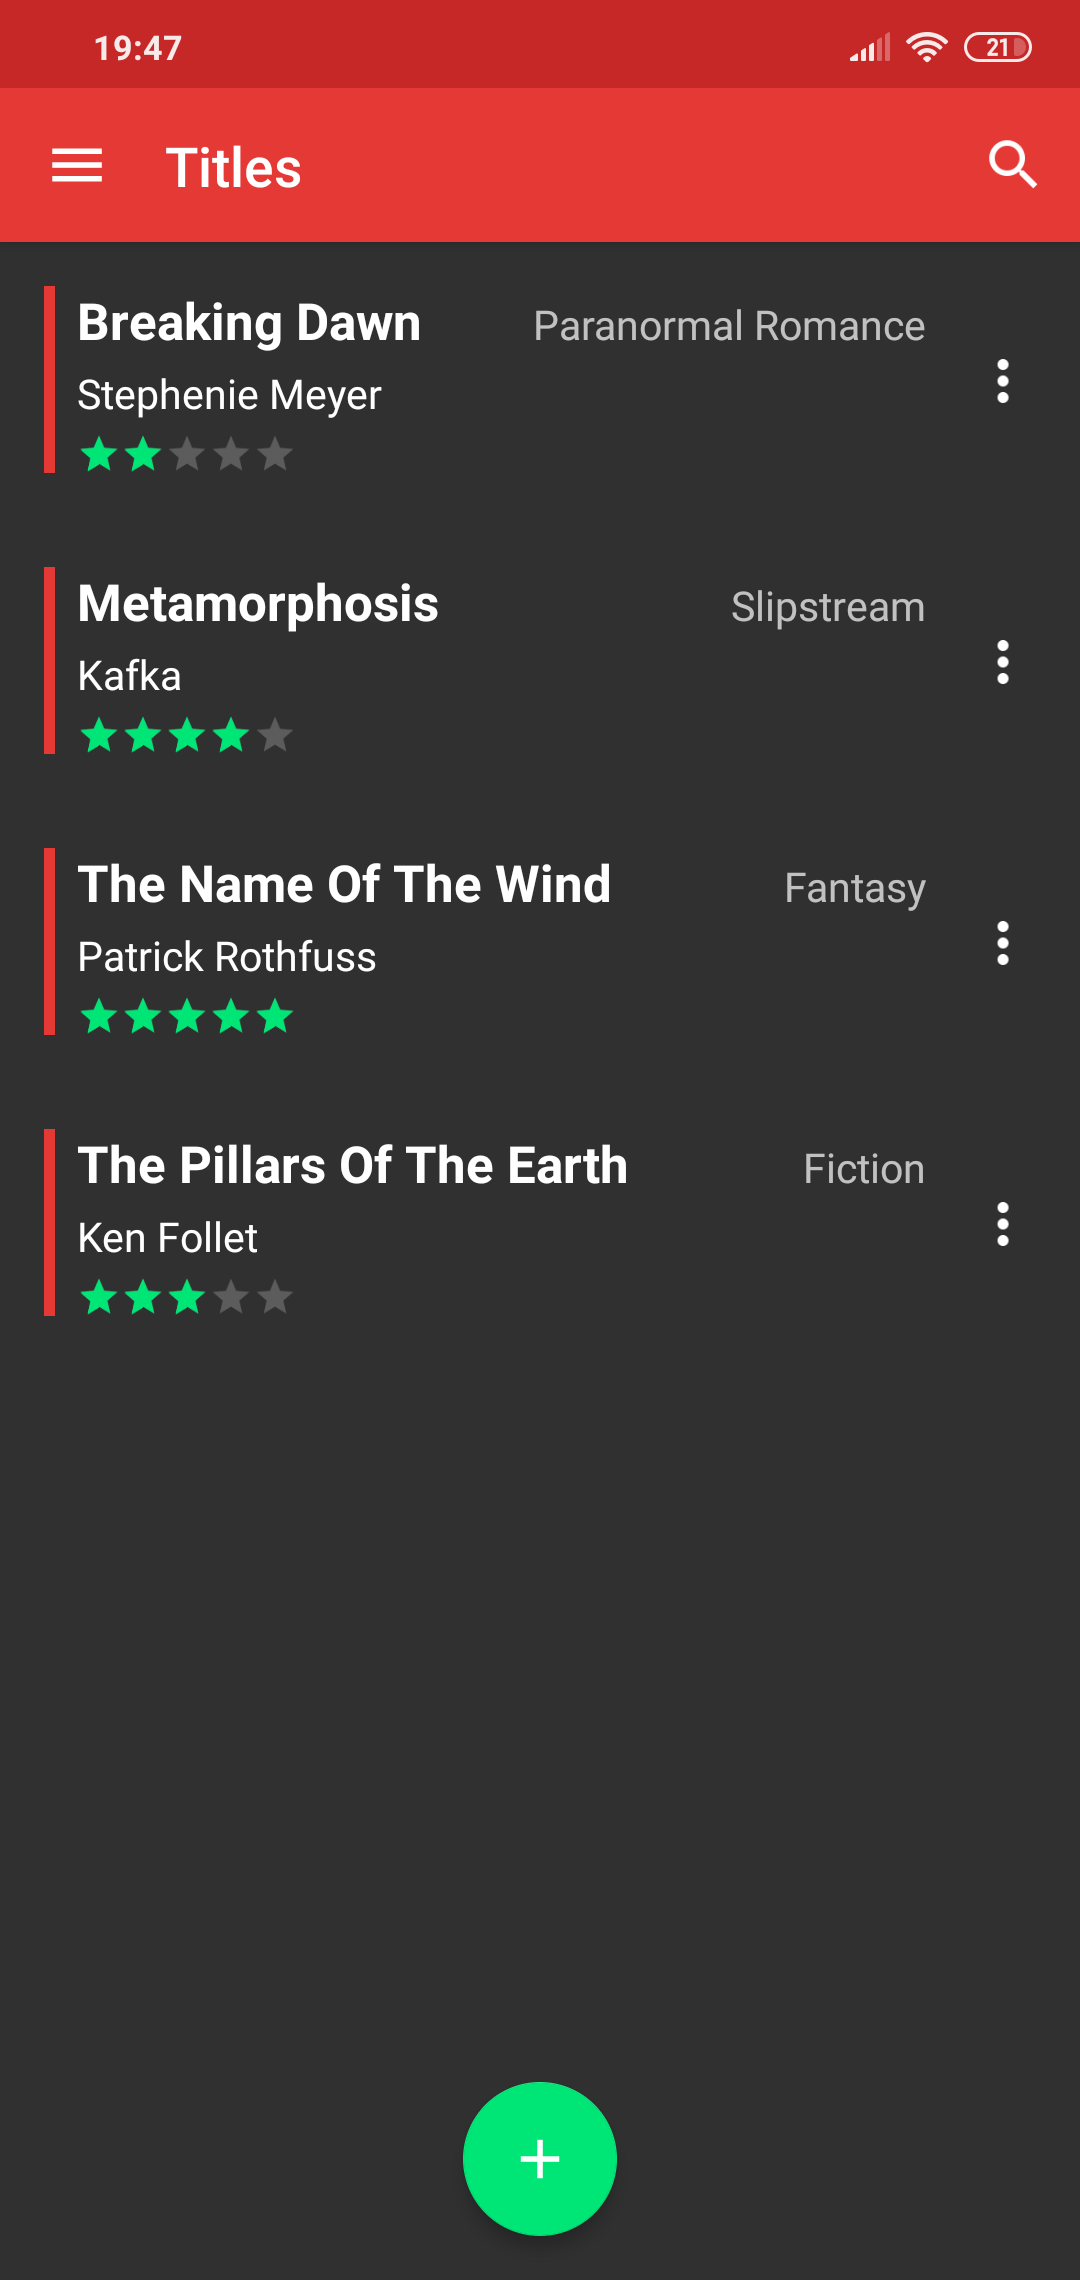 19:47
21
Titles
Breaking Dawn
Paranormal Romance
Stephenie Meyer
Metamorphosis
Slipstream
Kafka
The Name Of The Wind
Fantasy
Patrick Rothfuss
The Pillars Of The Earth
Fiction
Ken Follet